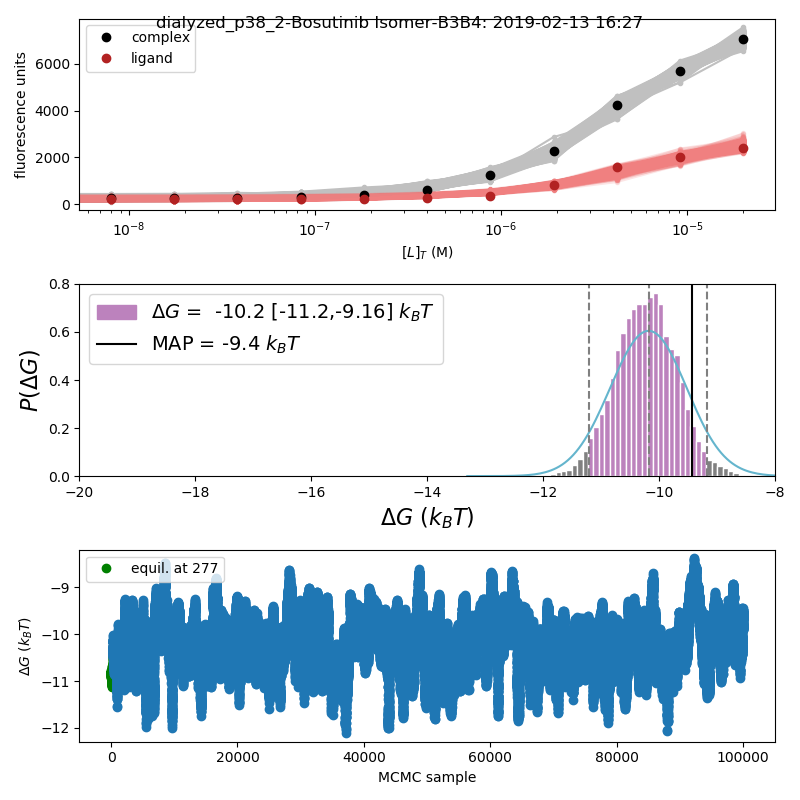 dialyzed_p38_2-Bosutinib Isomer-B3B4: 2019-02-13 16:27
complex
ligand
fluorescence units
6000
4000
2000
0
10⁻⁸ 10⁻⁷ 10⁻⁶ 10⁻⁵
[L]_T (M)
ΔG = -10.2 [-11.2,-9.16] k_BT
MAP = -9.4 k_BT
P(ΔG)
0.8
0.6
0.4
0.2
0.0
−20 −18 −16 −14 −12 −10 −8
ΔG (k_BT)
equil. at 277
ΔG (k_BT)
−9
−10
−11
−12
0 20000 40000 60000 80000 100000
MCMC sample